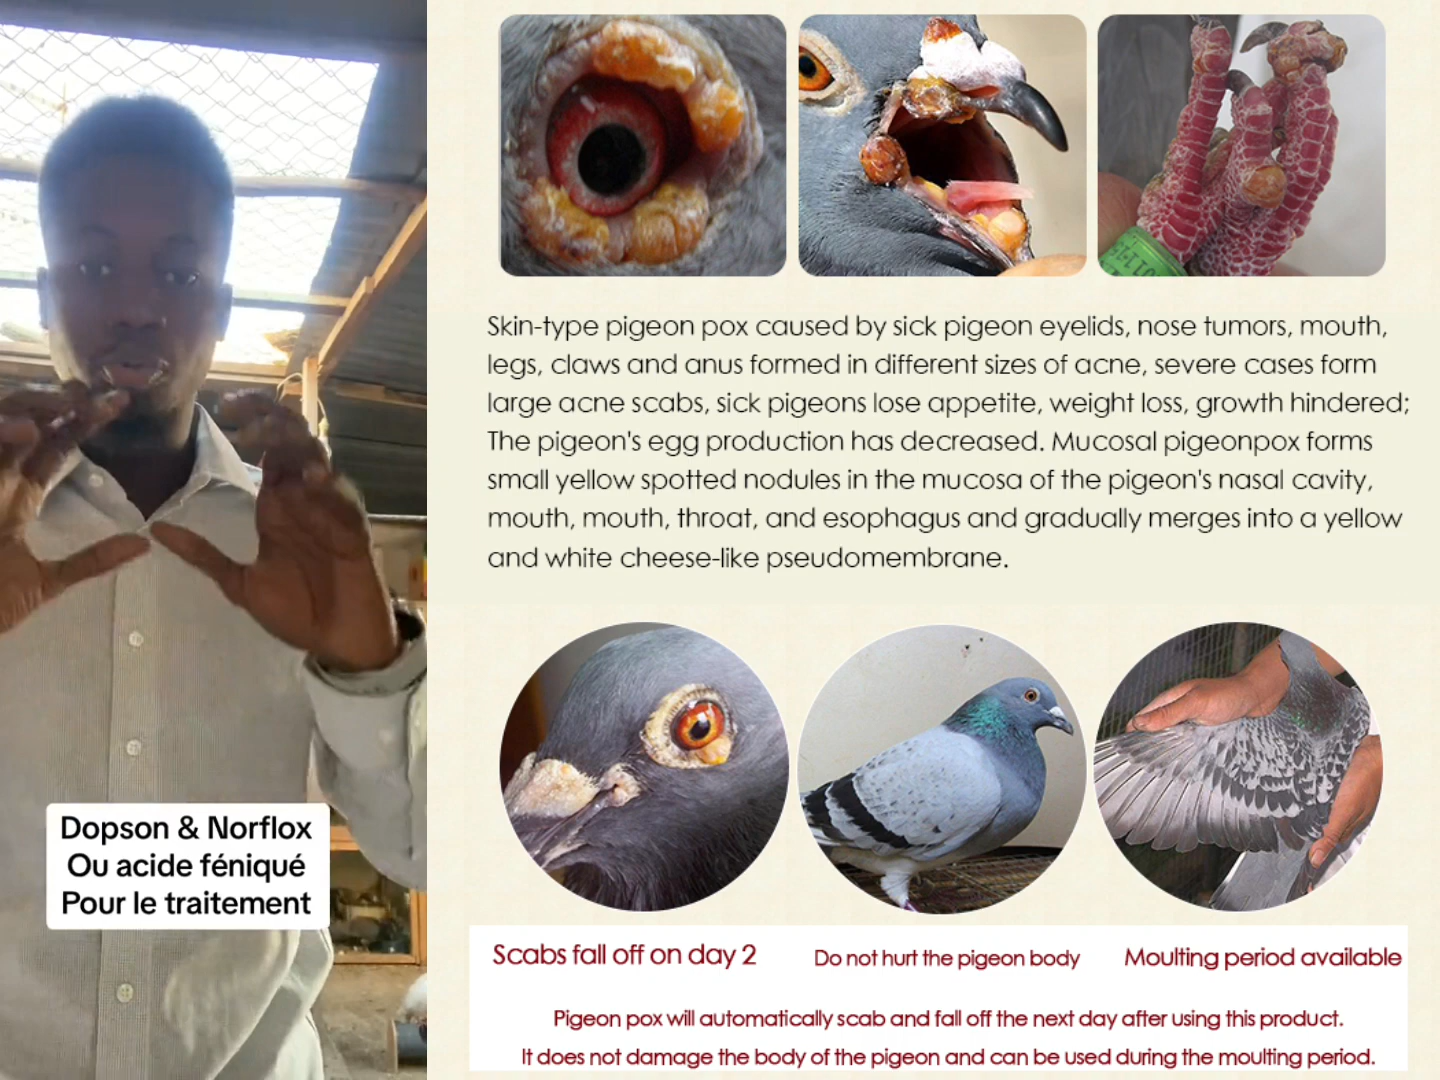 Dopson & Norflox
Ou acide féniqué
Pour le traitement
Skin-type pigeon pox caused by sick pigeon eyelids, nose tumors, mouth,
legs, claws and anus formed in different sizes of acne, severe cases form
large acne scabs, sick pigeons lose appetite, weight loss, growth hindered;
The pigeon's egg production has decreased. Mucosal pigeonpox forms
small yellow spotted nodules in the mucosa of the pigeon's nasal cavity,
mouth, mouth, throat, and esophagus and gradually merges into a yellow
and white cheese-like pseudomembrane.
Scabs fall off on day 2
Do not hurt the pigeon body
Moulting period available
Pigeon pox will automatically scab and fall off the next day after using this product.
It does not damage the body of the pigeon and can be used during the moulting period.